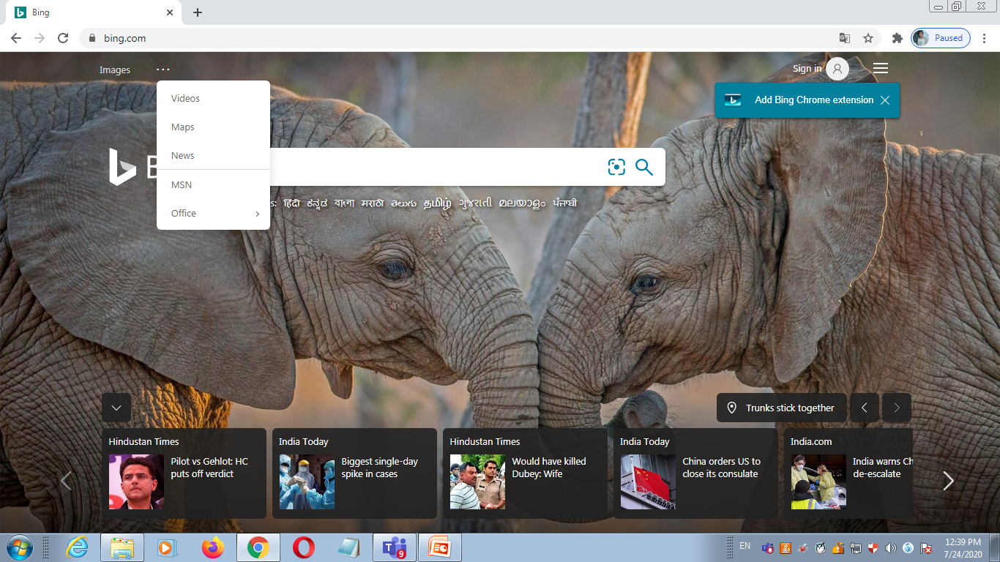 Bing
bing.com
Paused
Images
Sign in
Add Bing Chrome extension
Videos
Maps
News
MSN
Office
हिंदी ಕನ್ನಡ বাংলা मराठी తెలుగు தமிழ் ગુજરાતી മലയാളം ਪੰਜਾਬੀ
Trunks stick together
Hindustan Times
Pilot vs Gehlot: HC
puts off verdict
India Today
Biggest single-day
spike in cases
Hindustan Times
Would have killed
Dubey: Wife
India Today
China orders US to
close its consulate
India.com
India warns Ch
de-escalate
EN
9
12:39 PM
7/24/2020